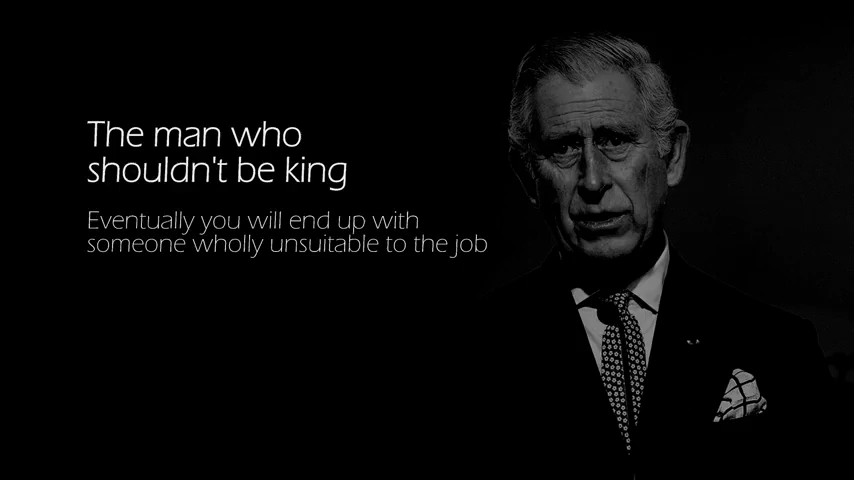 The man who
shouldn't be king
Eventually you will end up with
someone wholly unsuitable to the job